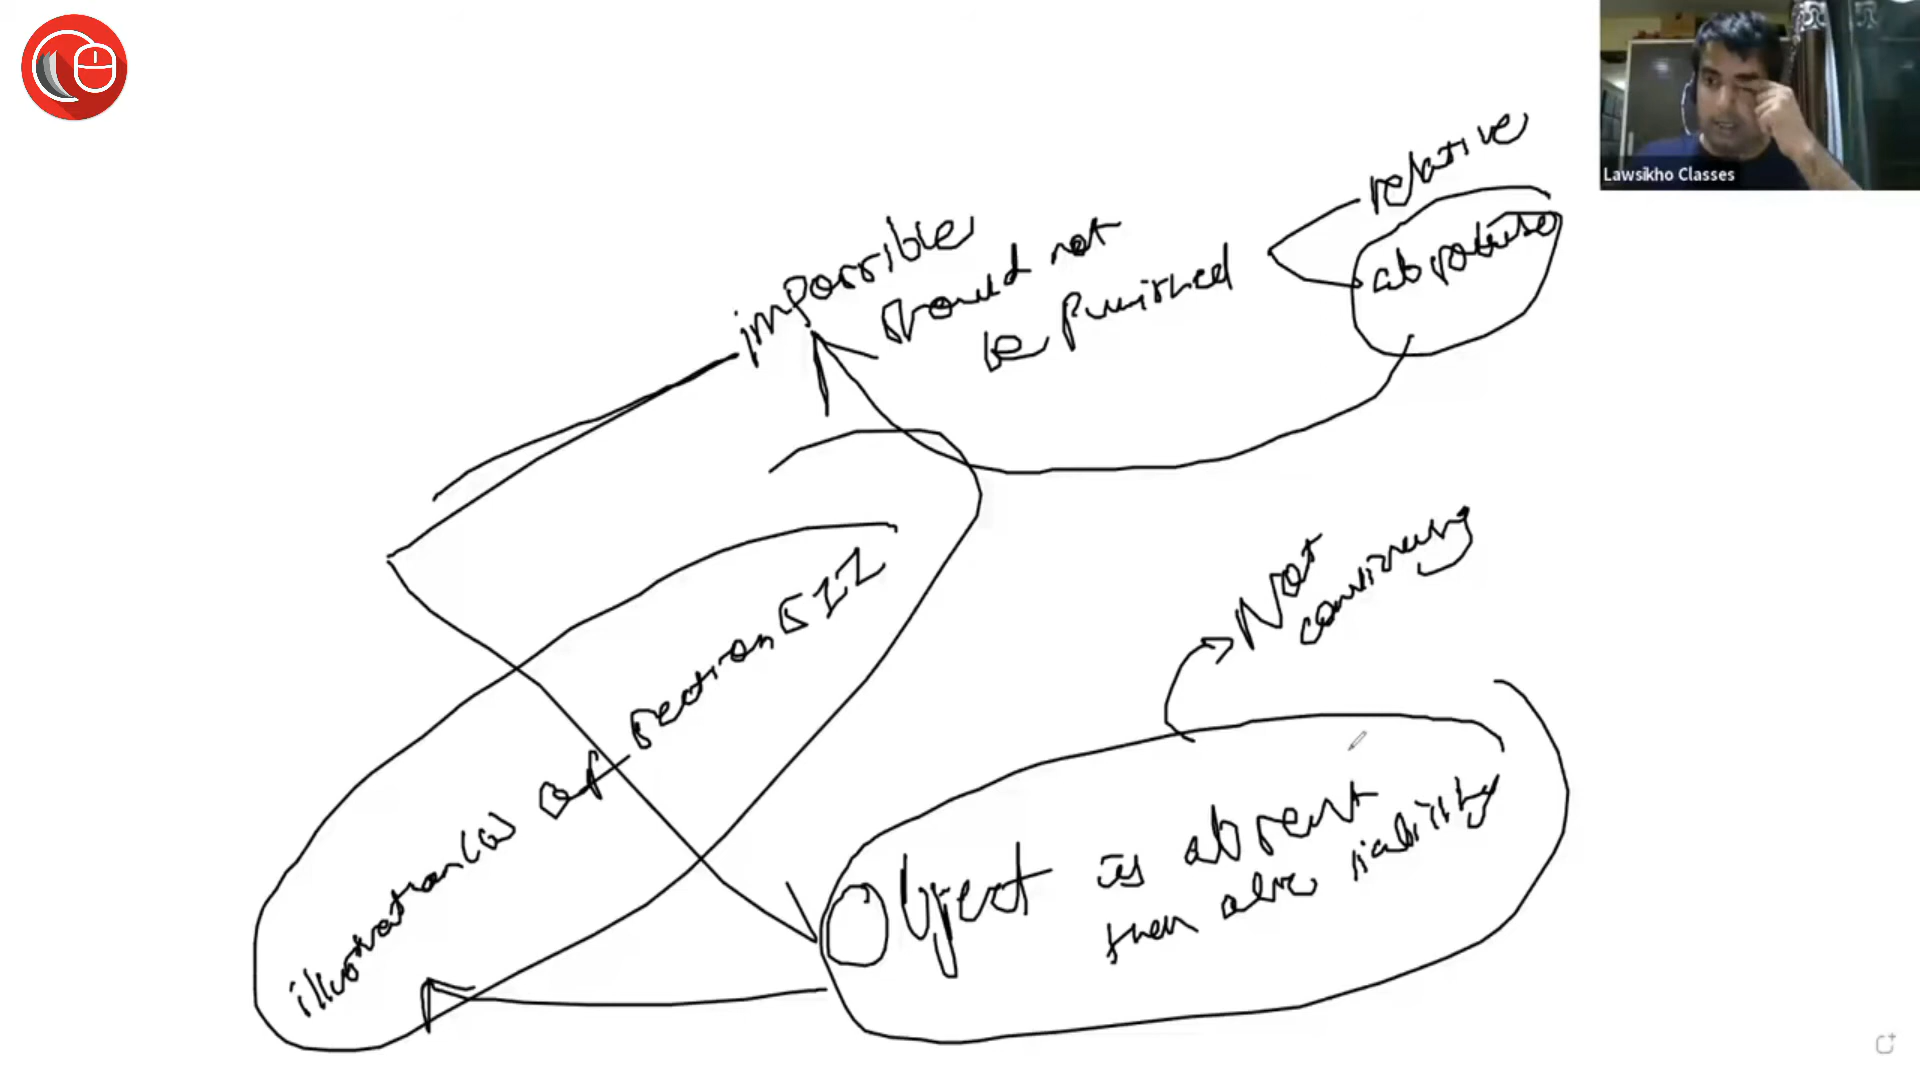 Lawsikho Classes
relative
absolute
impossible
should not
be punished
illustration (a) of section 511
Not
convincing
Object is absent
then also liability